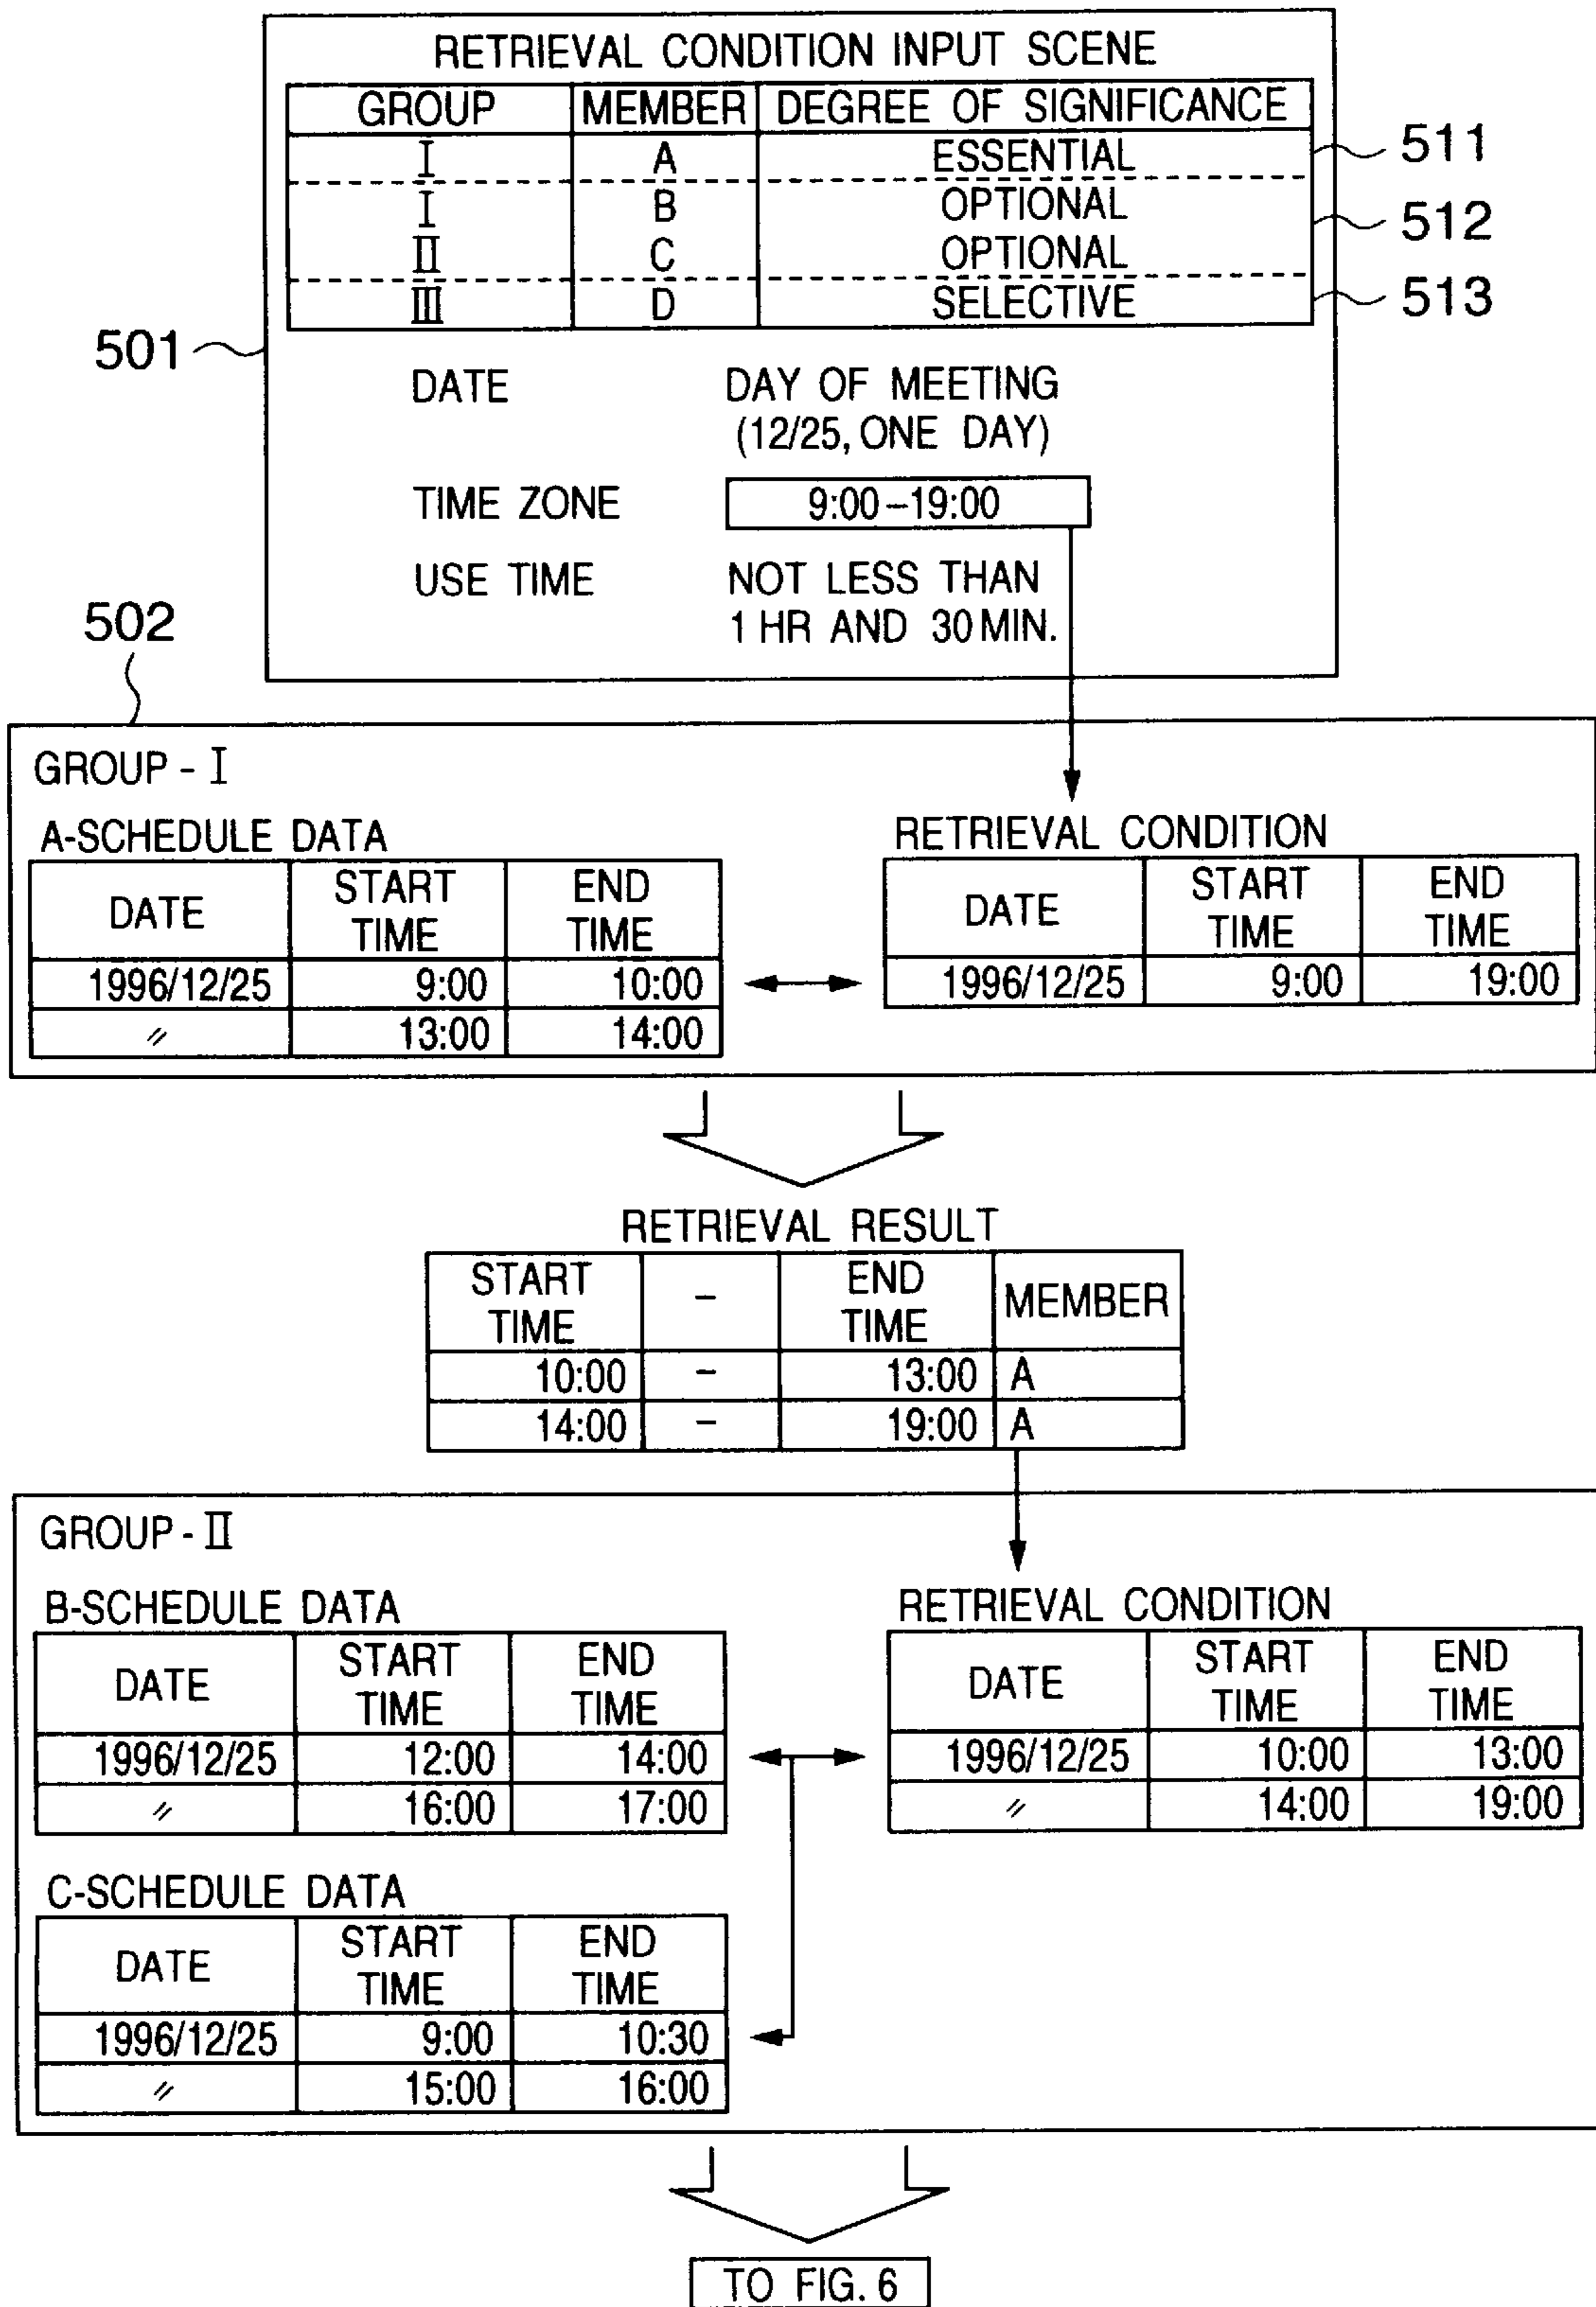 RETRIEVAL CONDITION INPUT SCENE
GROUP MEMBER DEGREE OF SIGNIFICANCE
I A ESSENTIAL 511
I B OPTIONAL 512
II C OPTIONAL
III D SELECTIVE 513
501
DATE DAY OF MEETING
(12/25, ONE DAY)
TIME ZONE 9:00-19:00
USE TIME NOT LESS THAN
1 HR AND 30 MIN.
502
GROUP - I
A-SCHEDULE DATA
DATE START TIME END TIME
1996/12/25 9:00 10:00
〃 13:00 14:00
RETRIEVAL CONDITION
DATE START TIME END TIME
1996/12/25 9:00 19:00
RETRIEVAL RESULT
START TIME - END TIME MEMBER
10:00 - 13:00 A
14:00 - 19:00 A
GROUP - II
B-SCHEDULE DATA
DATE START TIME END TIME
1996/12/25 12:00 14:00
〃 16:00 17:00
RETRIEVAL CONDITION
DATE START TIME END TIME
1996/12/25 10:00 13:00
〃 14:00 19:00
C-SCHEDULE DATA
DATE START TIME END TIME
1996/12/25 9:00 10:30
〃 15:00 16:00
TO FIG. 6